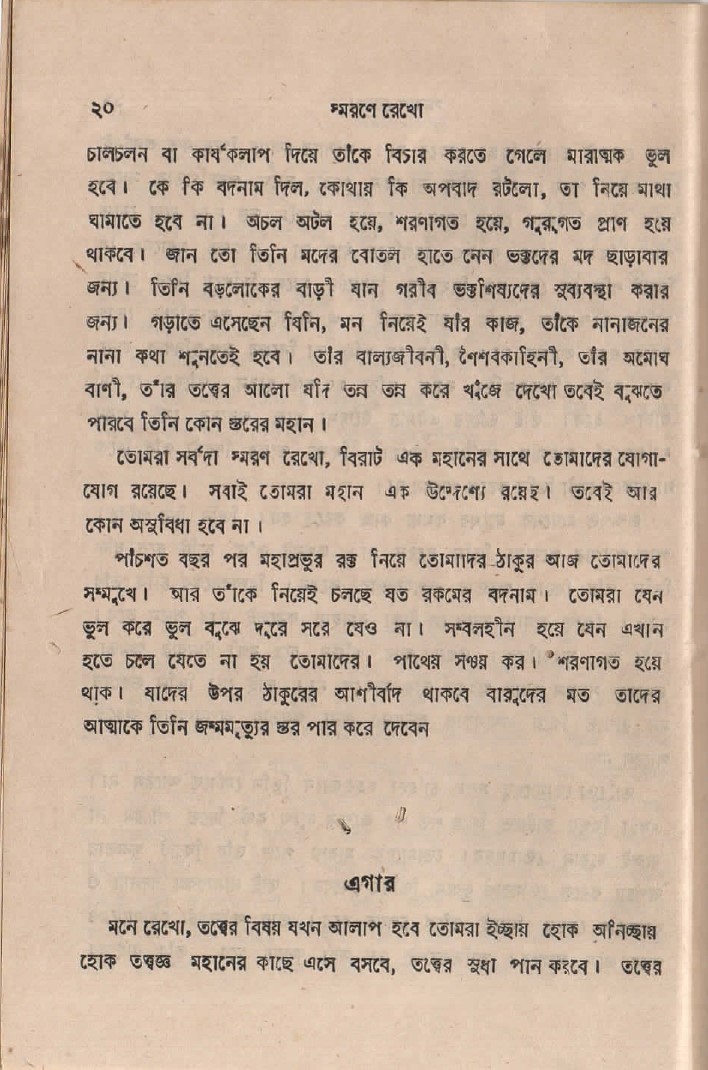 ২০
স্মরণে রেখো
চালচলন বা কার্যকলাপ দিয়ে তাঁকে বিচার করতে গেলে মারাত্মক ভুল
হবে। কে কি বদনাম দিল, কোথায় কি অপবাদ রটলো, তা নিয়ে মাথা
ঘামাতে হবে না। অচল অটল হয়ে, শরণাগত হয়ে, গুরুগত প্রাণ হয়ে
থাকবে। জান তো তিনি মদের বোতল হাতে নেন ভক্তদের মদ ছাড়াবার
জন্য। তিনি বড়লোকের বাড়ী যান গরীব ভক্তশিষ্যদের সুব্যবস্থা করার
জন্য। গড়াতে এসেছেন যিনি, মন নিয়েই যাঁর কাজ, তাঁকে নানাজনের
নানা কথা শুনতেই হবে। তাঁর বাল্যজীবনী, শৈশবকাহিনী, তাঁর অমোঘ
বাণী, তাঁর তত্ত্বের আলো যদি তন্ন তন্ন করে খুঁজে দেখো তবেই বুঝতে
পারবে তিনি কোন স্তরের মহান।
তোমরা সর্বদা স্মরণ রেখো, বিরাট এক মহানের সাথে তোমাদের যোগা-
যোগ রয়েছে। সবাই তোমরা মহান এক উদ্দেশ্যে রয়েছ। তবেই আর
কোন অসুবিধা হবে না।
পাঁচশত বছর পর মহাপ্রভুর রক্ত নিয়ে তোমাদের ঠাকুর আজ তোমাদের
সম্মুখে। আর তাঁকে নিয়েই চলছে যত রকমের বদনাম। তোমরা যেন
ভুল করে ভুল বুঝে দূরে সরে যেও না। সম্বলহীন হয়ে যেন এখান
হতে চলে যেতে না হয় তোমাদের। পাথেয় সঞ্চয় কর। শরণাগত হয়ে
থাক। যাদের উপর ঠাকুরের আশীর্বাদ থাকবে বারুদের মত তাদের
আত্মাকে তিনি জন্মমৃত্যুর স্তর পার করে দেবেন
এগার
মনে রেখো, তত্ত্বের বিষয় যখন আলাপ হবে তোমরা ইচ্ছায় হোক অনিচ্ছায়
হোক তত্ত্বজ্ঞ মহানের কাছে এসে বসবে, তত্ত্বের সুধা পান করবে। তত্ত্বের